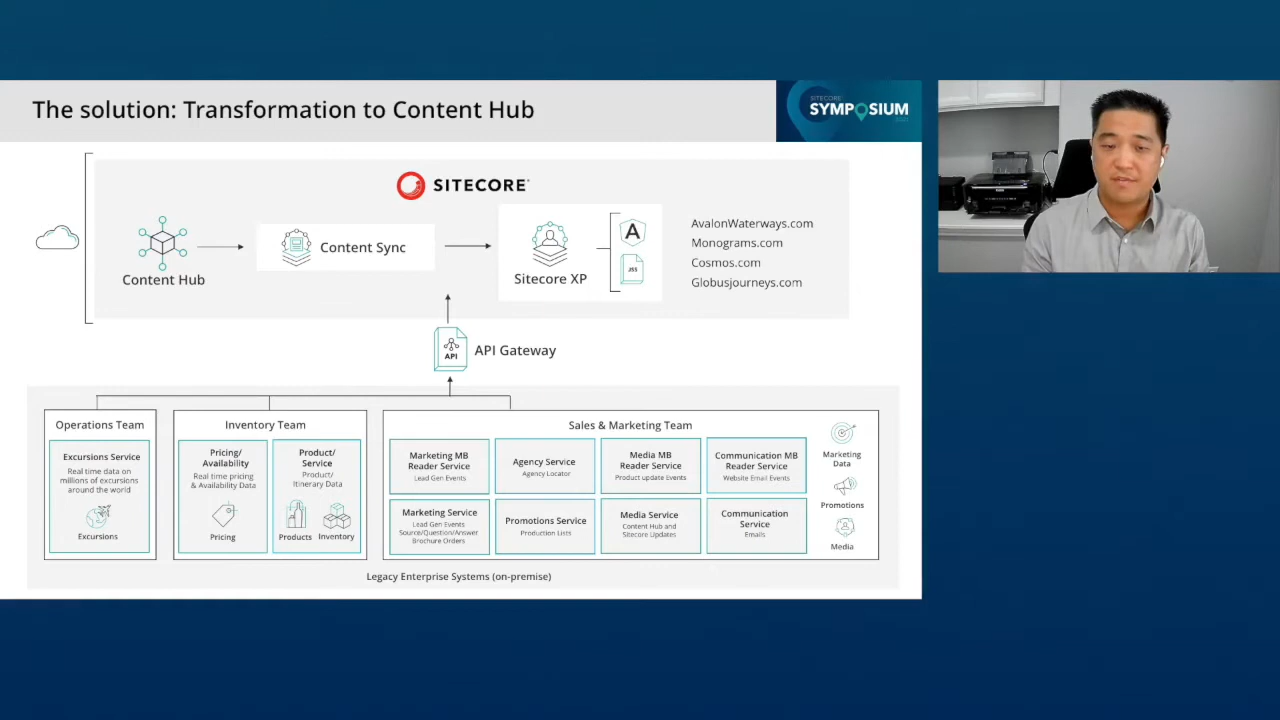 The solution: Transformation to Content Hub
SITECORE
SYMPOSIUM
SITECORE
Content Hub
Content Sync
Sitecore XP
A
JSS
AvalonWaterways.com
Monograms.com
Cosmos.com
Globusjourneys.com
API
API Gateway
Operations Team
Excursions Service
Real time data on
millions of excursions
around the world
Excursions
Inventory Team
Pricing/
Availability
Real time pricing
& Availability Data
Pricing
Product/
Service
Product/
Itinerary Data
Products
Inventory
Sales & Marketing Team
Marketing MB
Reader Service
Lead Gen Events
Agency Service
Agency Locator
Media MB
Reader Service
Product update Events
Communication MB
Reader Service
Website Email Events
Marketing Service
Lead Gen Events
Source/Question/Answer
Brochure Orders
Promotions Service
Production Lists
Media Service
Content Hub and
Sitecore Updates
Communication
Service
Emails
Marketing
Data
Promotions
Media
Legacy Enterprise Systems (on-premise)